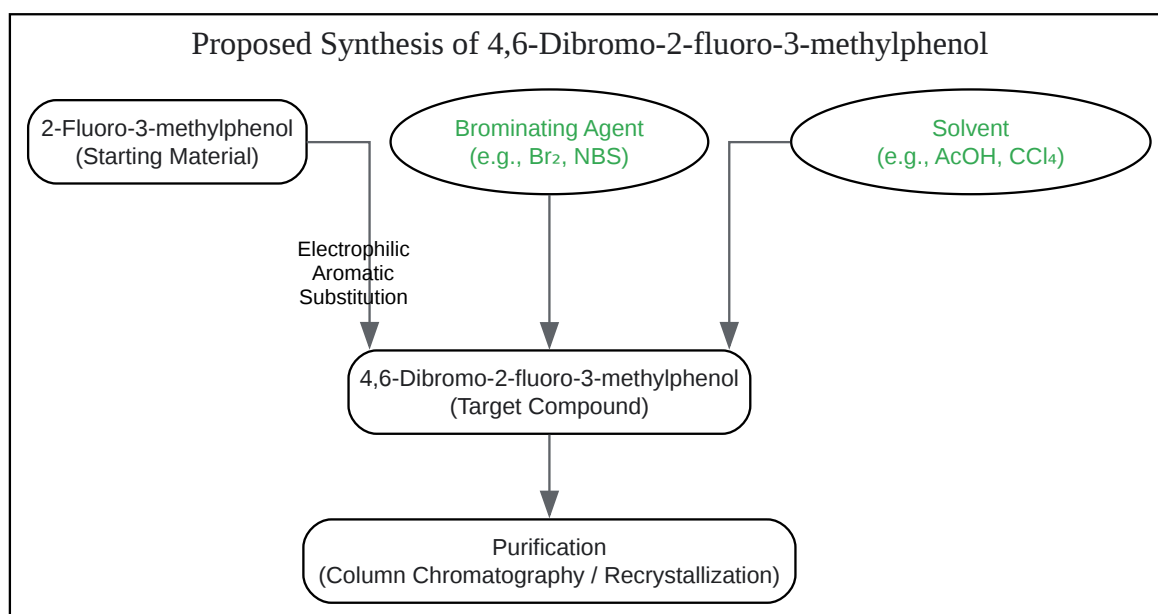 Proposed Synthesis of 4,6-Dibromo-2-fluoro-3-methylphenol
2-Fluoro-3-methylphenol
(Starting Material)
Brominating Agent
(e.g., Br₂, NBS)
Solvent
(e.g., AcOH, CCl₄)
Electrophilic
Aromatic
Substitution
4,6-Dibromo-2-fluoro-3-methylphenol
(Target Compound)
Purification
(Column Chromatography / Recrystallization)